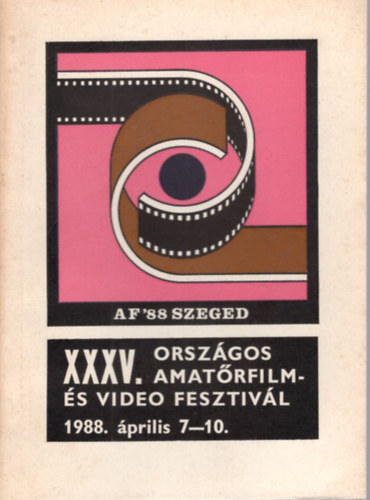 AF'88 SZEGED
XXXV. ORSZÁGOS
AMATŐRFILM-
ÉS VIDEO FESZTIVÁL
1988. április 7—10.